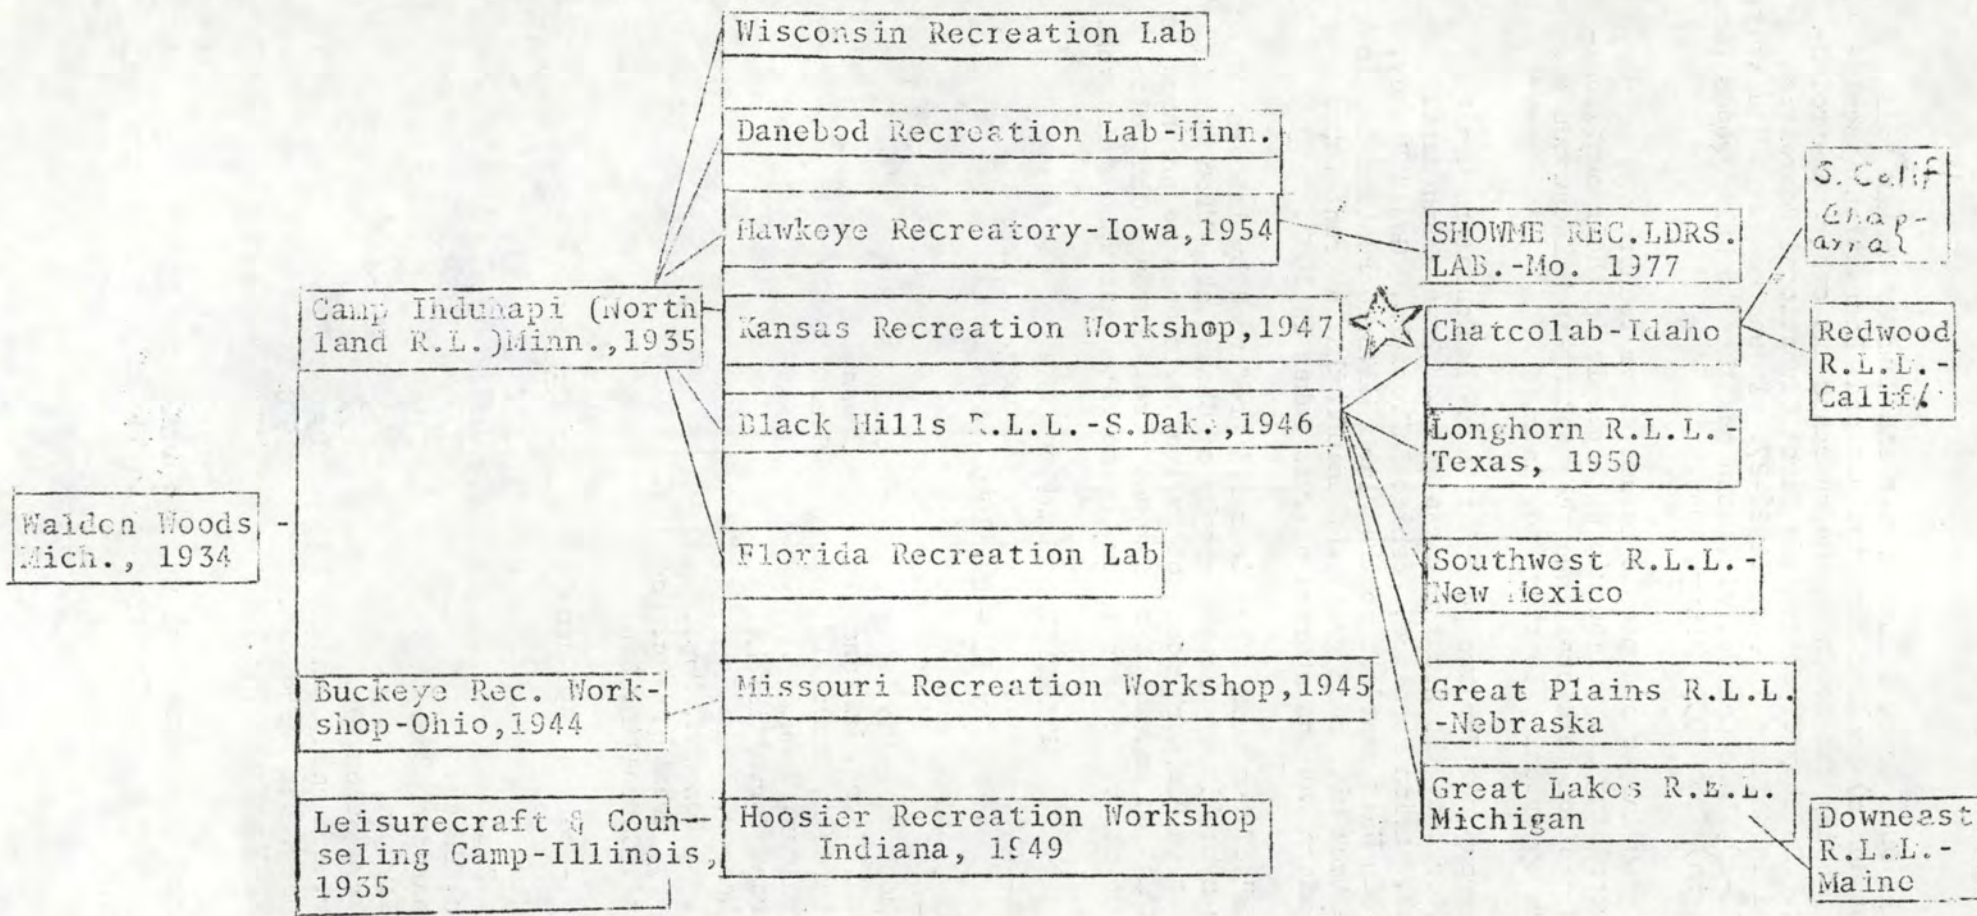 Walden Woods
Mich., 1934
Camp Ihduhapi (North
land R.L.)Minn.,1935
Buckeye Rec. Work-
shop-Ohio,1944
Leisurecraft & Coun-
seling Camp-Illinois,
1935
Wisconsin Recreation Lab
Danebod Recreation Lab-Minn.
Hawkeye Recreatory-Iowa,1954
Kansas Recreation Workshop,1947
Black Hills R.L.L.-S.Dak.,1946
Florida Recreation Lab
Missouri Recreation Workshop,1945
Hoosier Recreation Workshop
Indiana, 1949
SHOWME REC.LDRS.
LAB.-Mo. 1977
Chatcolab-Idaho
Longhorn R.L.L.-
Texas, 1950
Southwest R.L.L.-
New Mexico
Great Plains R.L.L.
-Nebraska
Great Lakes R.L.L.
Michigan
S. Calif
Chap-
arral
Redwood
R.L.L.-
Calif.
Downeast
R.L.L.-
Maine